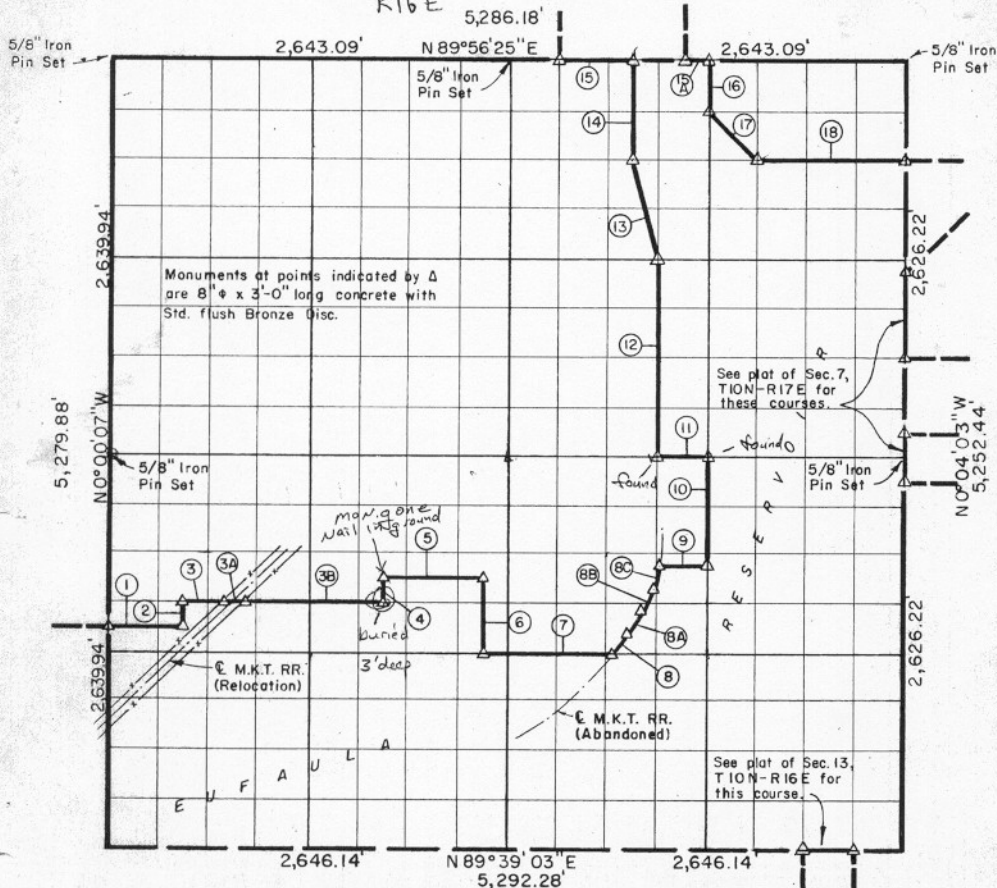 R16E
5,286.18'
5/8" Iron
Pin Set
2,643.09'
N 89°56'25"E
2,643.09'
5/8" Iron
Pin Set
5/8" Iron
Pin Set
15
15
A
16
14
17
18
13
2,639.94'
2,626.22
Monuments at points indicated by Δ
are 8" φ x 3'-0" long concrete with
Std. flush Bronze Disc.
12
See plat of Sec. 7,
T10N-R17E for
these courses.
5,279.88'
N0°00'07"W
5/8" Iron
Pin Set
11
found
found
10
5/8" Iron
Pin Set
N0°04'03"W
5,252.44'
mon. gone
Nail in ground
5
9
8C
8B
1
3
3A
3B
2
4
6
7
8A
8
buried
3' deep
2,639.94'
2,626.22
℄ M.K.T. RR.
(Relocation)
℄ M.K.T. RR.
(Abandoned)
EUFAULA
RESERV R
See plat of Sec. 13,
T10N-R16E for
this course.
2,646.14'
N 89°39'03"E
2,646.14'
5,292.28'